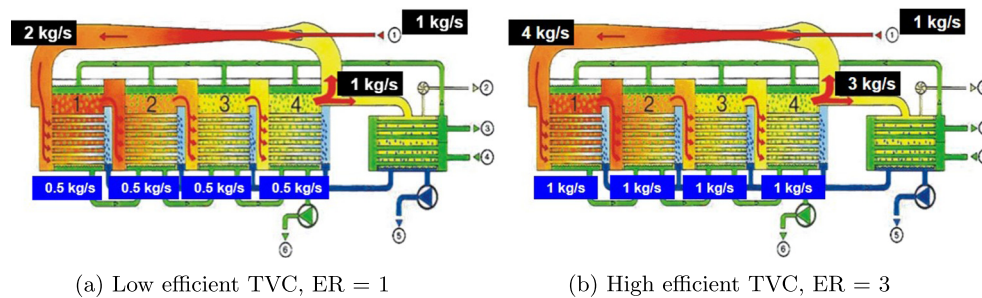 2 kg/s
1 kg/s
1
1 kg/s
2
1 2 3 4
3
4
0.5 kg/s 0.5 kg/s 0.5 kg/s 0.5 kg/s
5
6
(a) Low efficient TVC, ER = 1
4 kg/s
1 kg/s
1
3 kg/s
1 2 3 4
1 kg/s 1 kg/s 1 kg/s 1 kg/s
5
6
(b) High efficient TVC, ER = 3